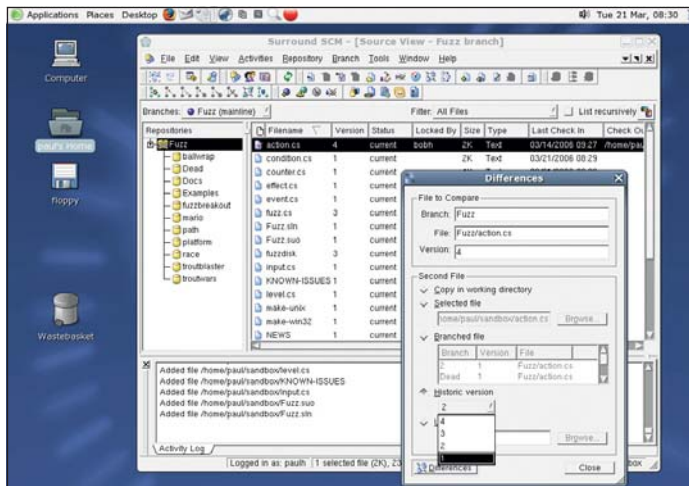 Applications Places Desktop
Tue 21 Mar, 08:30
Computer
paul's Home
floppy
Wastebasket
Surround SCM - [Source View - Fuzz branch]
File Edit View Activities Repository Branch Tools Window Help
Branches: Fuzz (mainline)
Filter: All Files
List recursively
Repositories
Fuzz
ballwrap
Dead
Docs
Examples
fuzzbreakout
mario
path
platform
race
troutblaster
troutwars
Filename Version Status Locked By Size Type Last Check In
action.cs 4 current bobh 2K Text 03/14/2006 09:27 /home/pau
condition.cs 1 current 2K Text 03/21/2006 08:29
counter.cs 1 current
effect.cs 1 current
event.cs 1 current
fuzz.cs 3 current
Fuzz.sln 1 current
Fuzz.suo 1 current
fuzzdisk 3 current
input.cs 1 current
KNOWN-ISSUES 1 current
level.cs 1 current
make-unix 1 current
make-win32 1 current
NEWS 1 current
Added file /home/paul/sandbox/level.cs
Added file /home/paul/sandbox/KNOWN-ISSUES
Added file /home/paul/sandbox/input.cs
Added file /home/paul/sandbox/Fuzz.suo
Added file /home/paul/sandbox/Fuzz.sln
Activity Log
Logged in as: paulh 1 selected file (2K), 23
box
Differences
File to Compare
Branch: Fuzz
File: Fuzz/action.cs
Version: 4
Second File
Copy in working directory
Selected file
home/paul/sandbox/action.cs Browse...
Branched file
Branch Version File
2 1 Fuzz/action.cs
Dead 1 Fuzz/action.cs
Historic version
2
4
3
2
1
Browse...
Differences Close